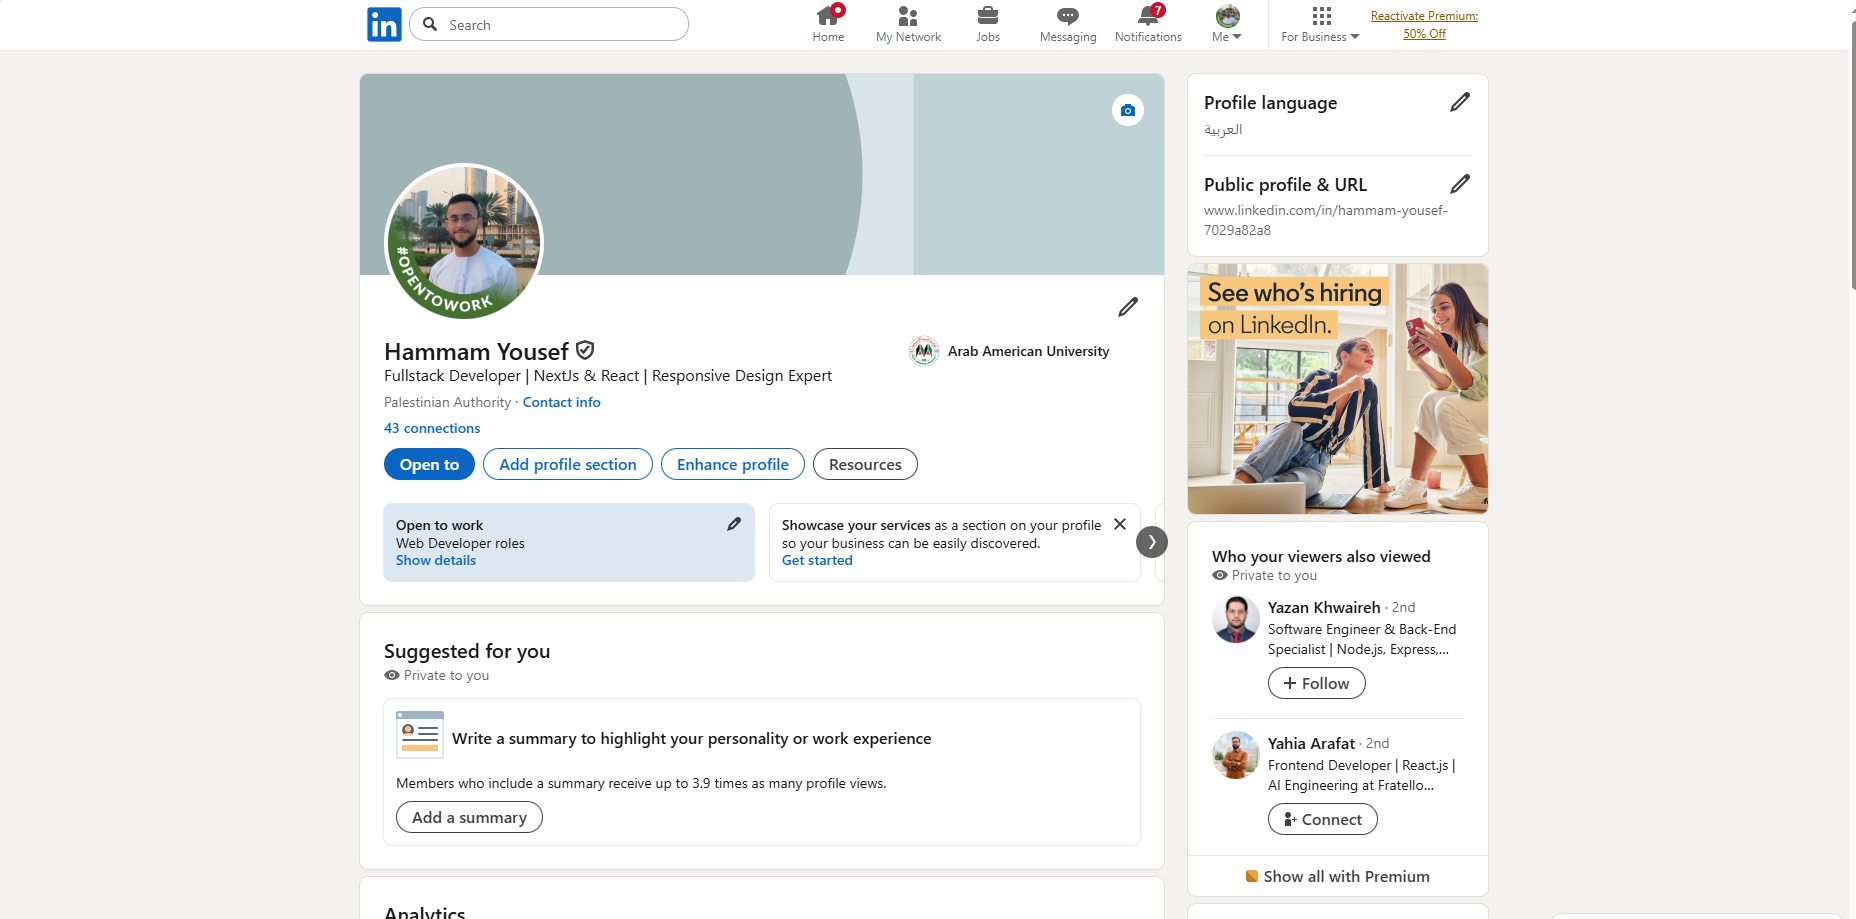 in
Search
Home
My Network
Jobs
Messaging
7
Notifications
Me
For Business
Reactivate Premium:
50% Off
#OPENTOWORK
Hammam Yousef
Fullstack Developer | NextJs & React | Responsive Design Expert
Palestinian Authority · Contact info
43 connections
Arab American University
Open to
Add profile section
Enhance profile
Resources
Open to work
Web Developer roles
Show details
Showcase your services as a section on your profile
so your business can be easily discovered.
Get started
Suggested for you
Private to you
Write a summary to highlight your personality or work experience
Members who include a summary receive up to 3.9 times as many profile views.
Add a summary
Analytics
Profile language
العربية
Public profile & URL
www.linkedin.com/in/hammam-yousef-
7029a82a8
See who's hiring
on LinkedIn.
Who your viewers also viewed
Private to you
Yazan Khwaireh · 2nd
Software Engineer & Back-End
Specialist | Node.js, Express,...
Follow
Yahia Arafat · 2nd
Frontend Developer | React.js |
AI Engineering at Fratello...
Connect
Show all with Premium